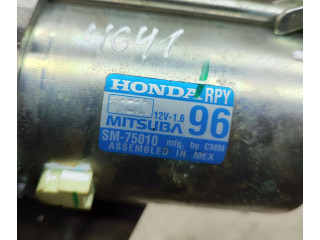 4641
HONDA/RPY
12V-1.6
MITSUBA 96
SM-75010 mfg. by CMM
ASSEMBLED IN MEX